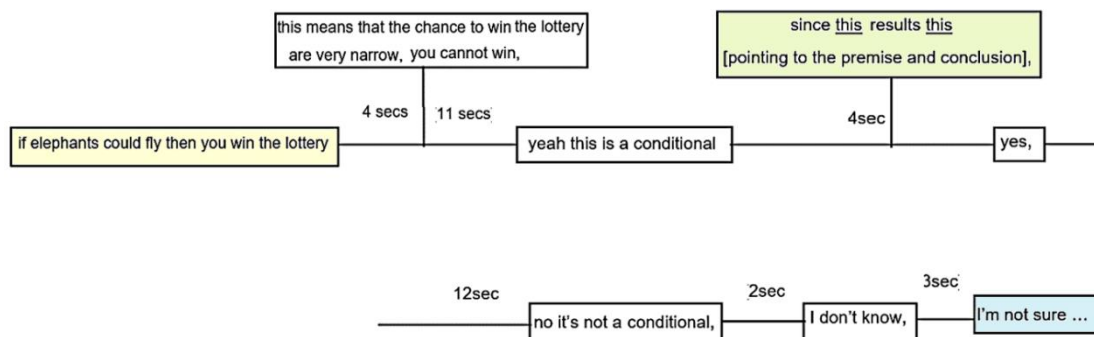 this means that the chance to win the lottery
are very narrow, you cannot win,
since this results this
[pointing to the premise and conclusion],
4 secs
11 secs
4sec
if elephants could fly then you win the lottery
yeah this is a conditional
yes,
12sec
2sec
3sec
no it's not a conditional,
I don't know,
I'm not sure ...